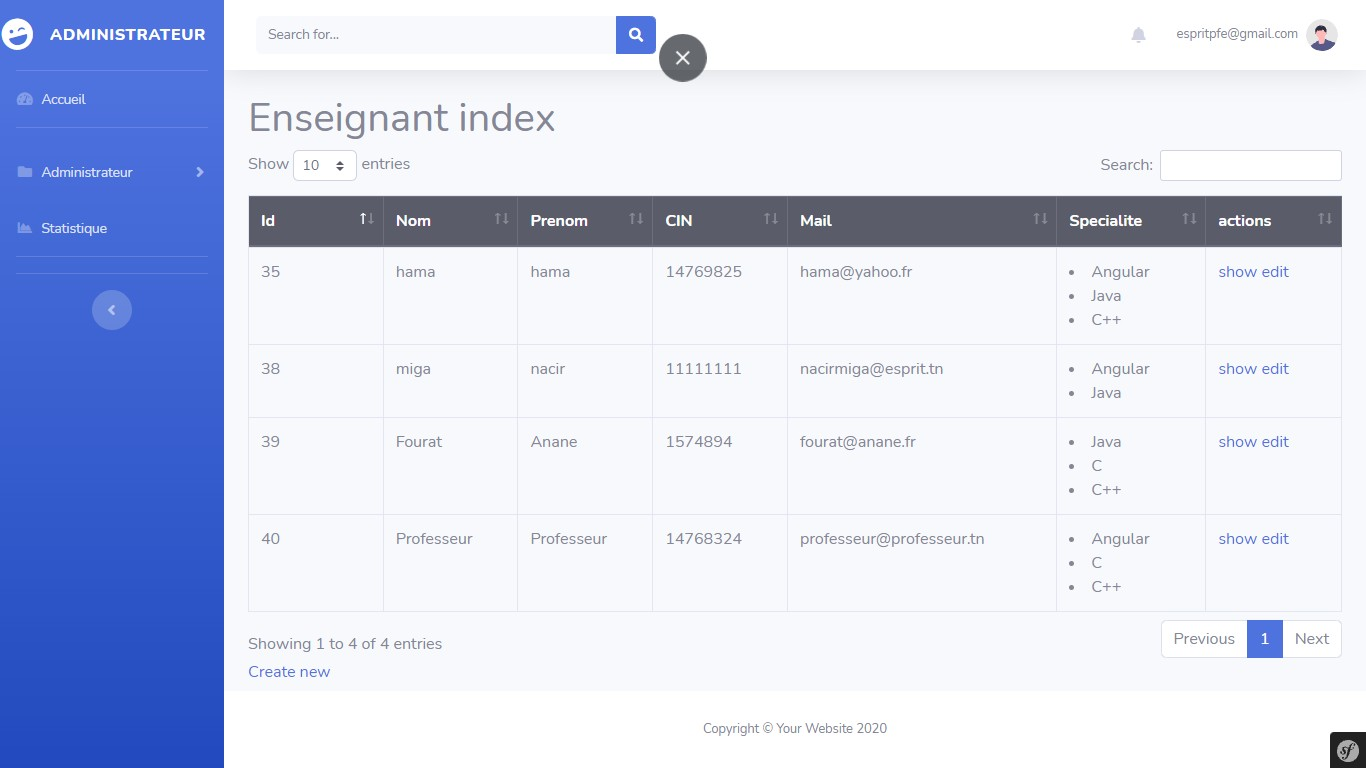 ADMINISTRATEUR
Search for...
espritpfe@gmail.com
Accueil
Administrateur
Statistique
Enseignant index
Show 10 entries
Search:
Id Nom Prenom CIN Mail Specialite actions
35 hama hama 14769825 hama@yahoo.fr • Angular show edit
• Java
• C++
38 miga nacir 11111111 nacirmiga@esprit.tn • Angular show edit
• Java
39 Fourat Anane 1574894 fourat@anane.fr • Java show edit
• C
• C++
40 Professeur Professeur 14768324 professeur@professeur.tn • Angular show edit
• C
• C++
Showing 1 to 4 of 4 entries
Previous 1 Next
Create new
Copyright © Your Website 2020
sf